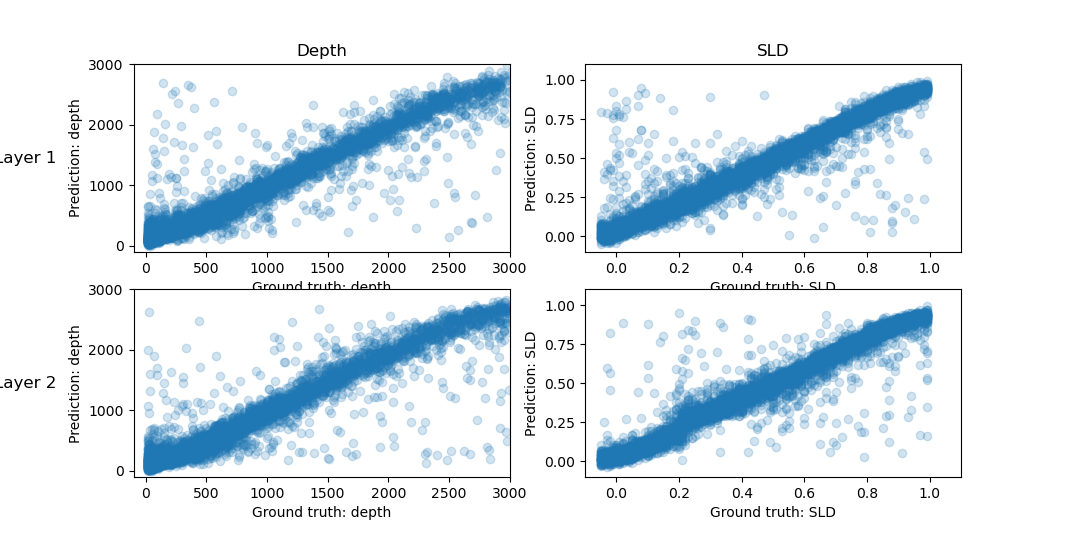 Depth
SLD
Layer 1
Prediction: depth
3000
2000
1000
0
0 500 1000 1500 2000 2500 3000
Ground truth: depth
Prediction: SLD
1.00
0.75
0.50
0.25
0.00
0.0 0.2 0.4 0.6 0.8 1.0
Ground truth: SLD
Layer 2
Prediction: depth
3000
2000
1000
0
0 500 1000 1500 2000 2500 3000
Ground truth: depth
Prediction: SLD
1.00
0.75
0.50
0.25
0.00
0.0 0.2 0.4 0.6 0.8 1.0
Ground truth: SLD